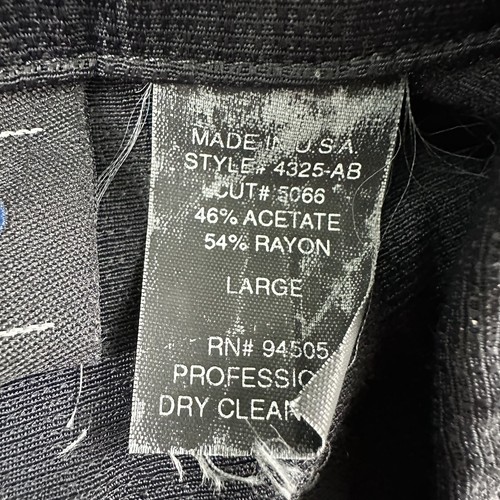 MADE IN U.S.A.
STYLE# 4325-AB
CUT# 5066
46% ACETATE
54% RAYON
LARGE
RN# 94505
PROFESSIO
DRY CLEAN